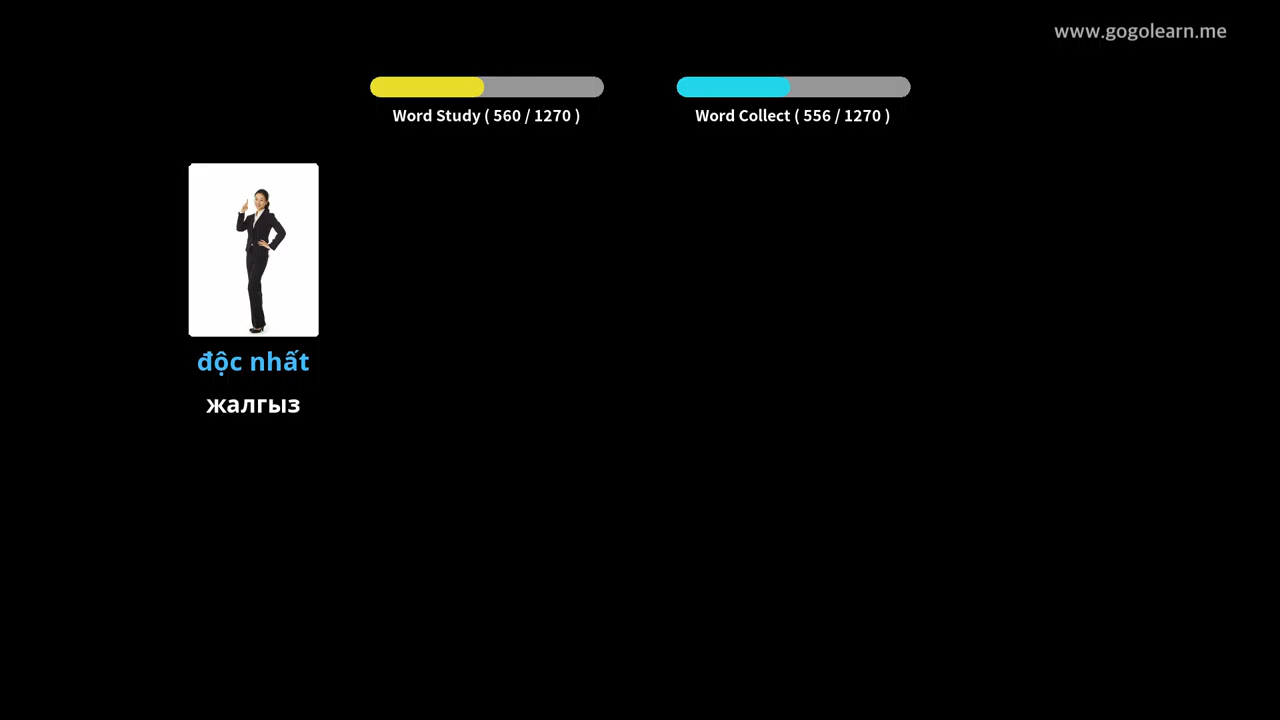 www.gogolearn.me
Word Study ( 560 / 1270 )
Word Collect ( 556 / 1270 )
độc nhất
жалгыз